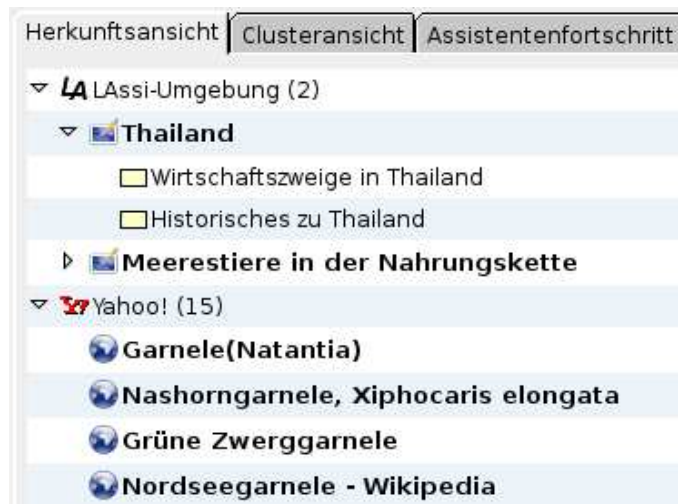 Herkunftsansicht Clusteransicht Assistentenfortschritt
LA LAssi-Umgebung (2)
Thailand
Wirtschaftszweige in Thailand
Historisches zu Thailand
Meerestiere in der Nahrungskette
Y? Yahoo! (15)
Garnele(Natantia)
Nashorngarnele, Xiphocaris elongata
Grüne Zwerggarnele
Nordseegarnele - Wikipedia